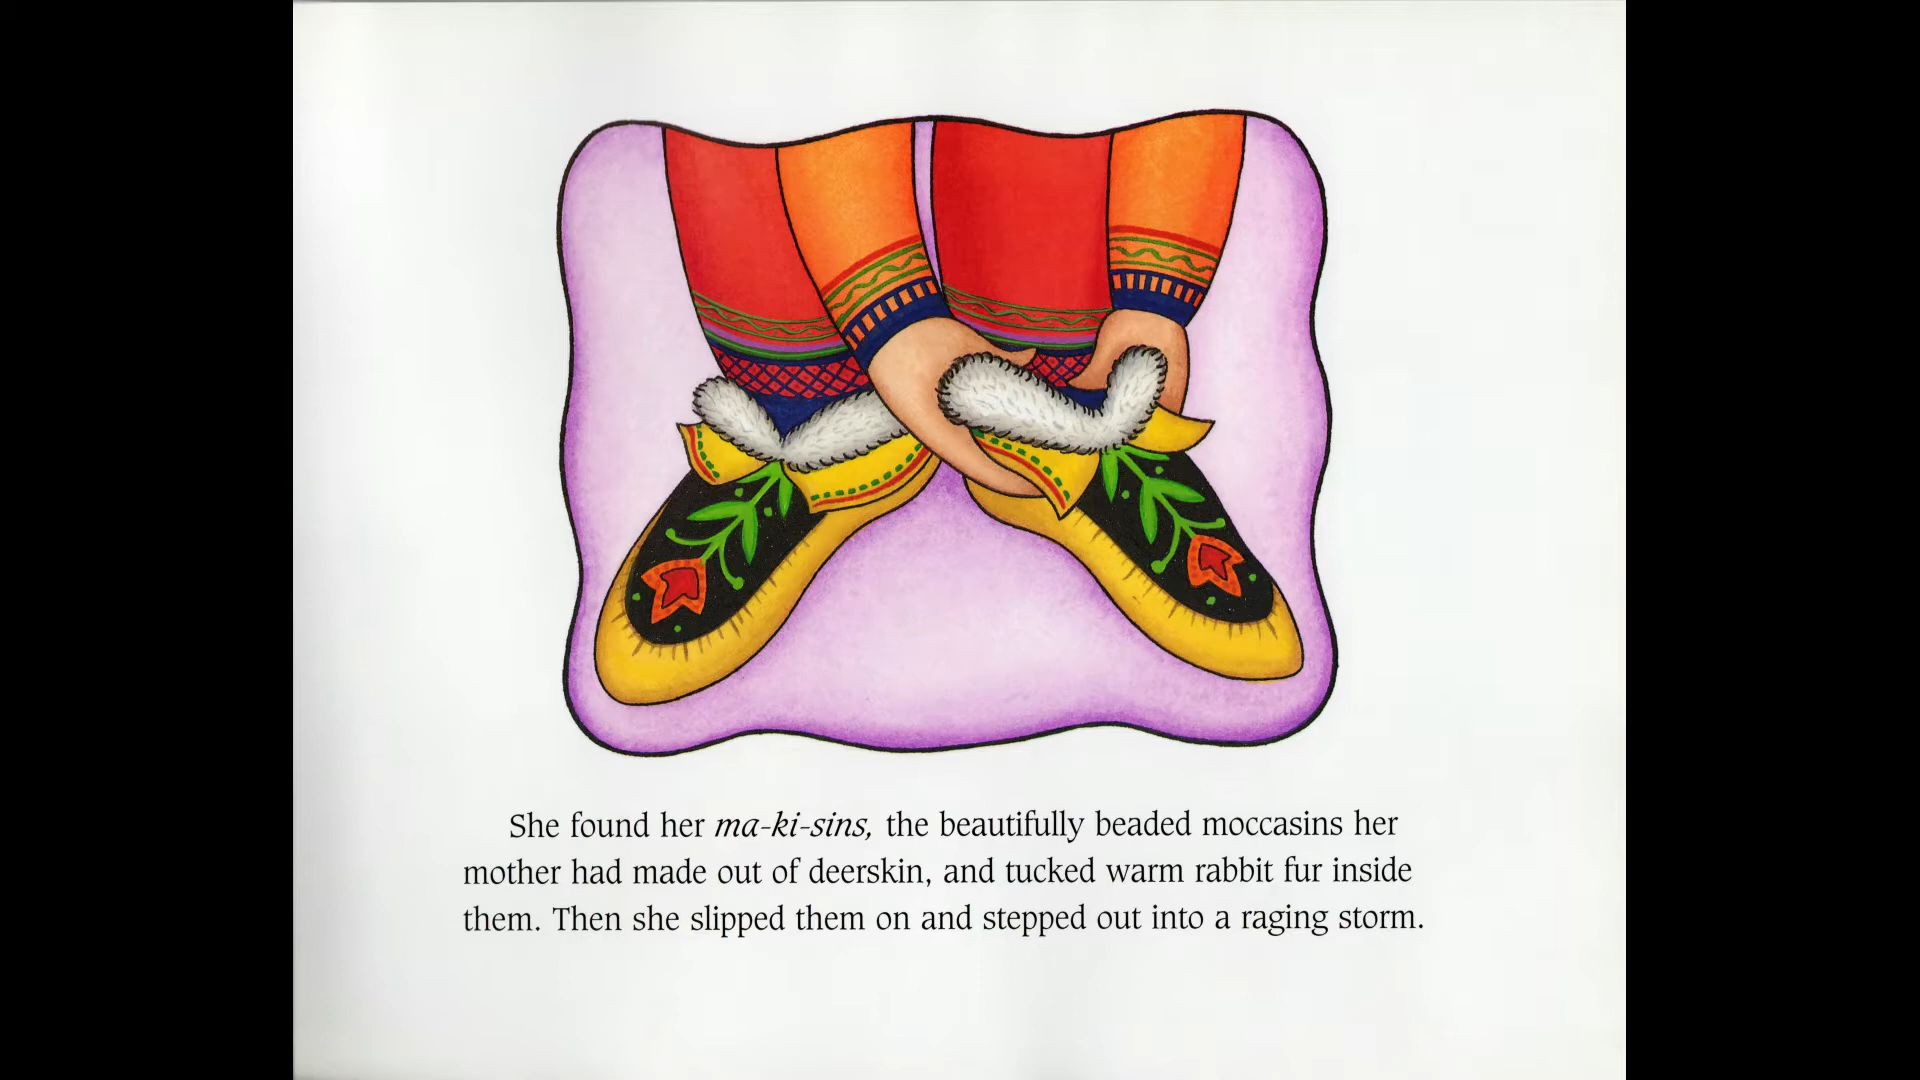 She found her ma-ki-sins, the beautifully beaded moccasins her
mother had made out of deerskin, and tucked warm rabbit fur inside
them. Then she slipped them on and stepped out into a raging storm.